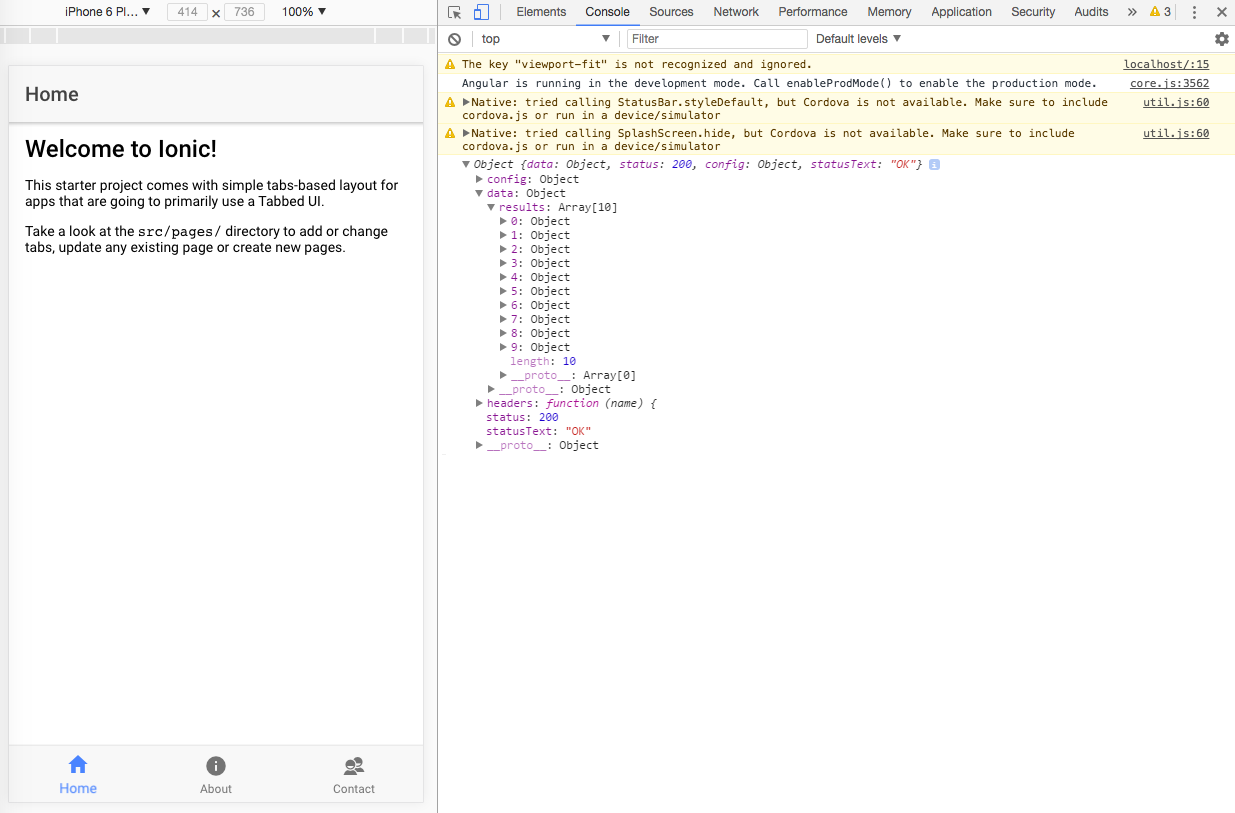 iPhone 6 Pl… ▼ 414 × 736 100% ▼
Home
Welcome to Ionic!
This starter project comes with simple tabs-based layout for
apps that are going to primarily use a Tabbed UI.
Take a look at the src/pages/ directory to add or change
tabs, update any existing page or create new pages.
Home About Contact
Elements Console Sources Network Performance Memory Application Security Audits » 3
top ▼ Filter Default levels ▼
The key "viewport-fit" is not recognized and ignored. localhost/:15
Angular is running in the development mode. Call enableProdMode() to enable the production mode. core.js:3562
▶Native: tried calling StatusBar.styleDefault, but Cordova is not available. Make sure to include util.js:60
cordova.js or run in a device/simulator
▶Native: tried calling SplashScreen.hide, but Cordova is not available. Make sure to include util.js:60
cordova.js or run in a device/simulator
▼Object {data: Object, status: 200, config: Object, statusText: "OK"} i
▶config: Object
▼data: Object
▼results: Array[10]
▶0: Object
▶1: Object
▶2: Object
▶3: Object
▶4: Object
▶5: Object
▶6: Object
▶7: Object
▶8: Object
▶9: Object
length: 10
▶__proto__: Array[0]
▶__proto__: Object
▶headers: function (name) {
status: 200
statusText: "OK"
▶__proto__: Object